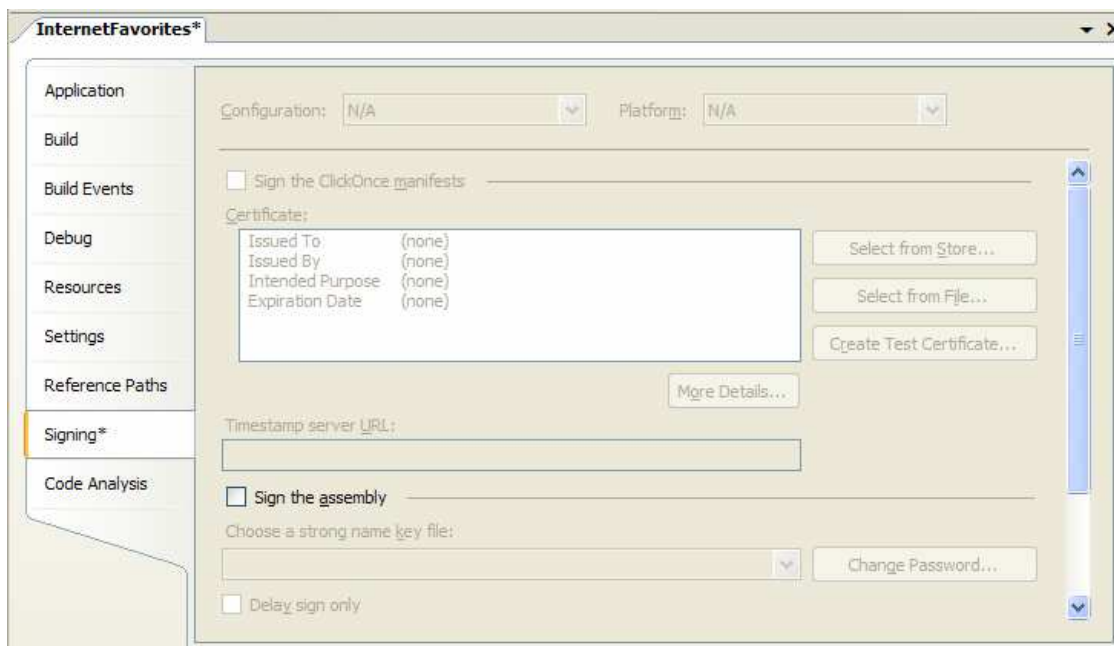 InternetFavorites*
Application
Build
Build Events
Debug
Resources
Settings
Reference Paths
Signing*
Code Analysis
Configuration: N/A Platform: N/A
Sign the ClickOnce manifests
Certificate:
Issued To (none)
Issued By (none)
Intended Purpose (none)
Expiration Date (none)
Select from Store...
Select from File...
Create Test Certificate...
More Details...
Timestamp server URL:
Sign the assembly
Choose a strong name key file:
Change Password...
Delay sign only